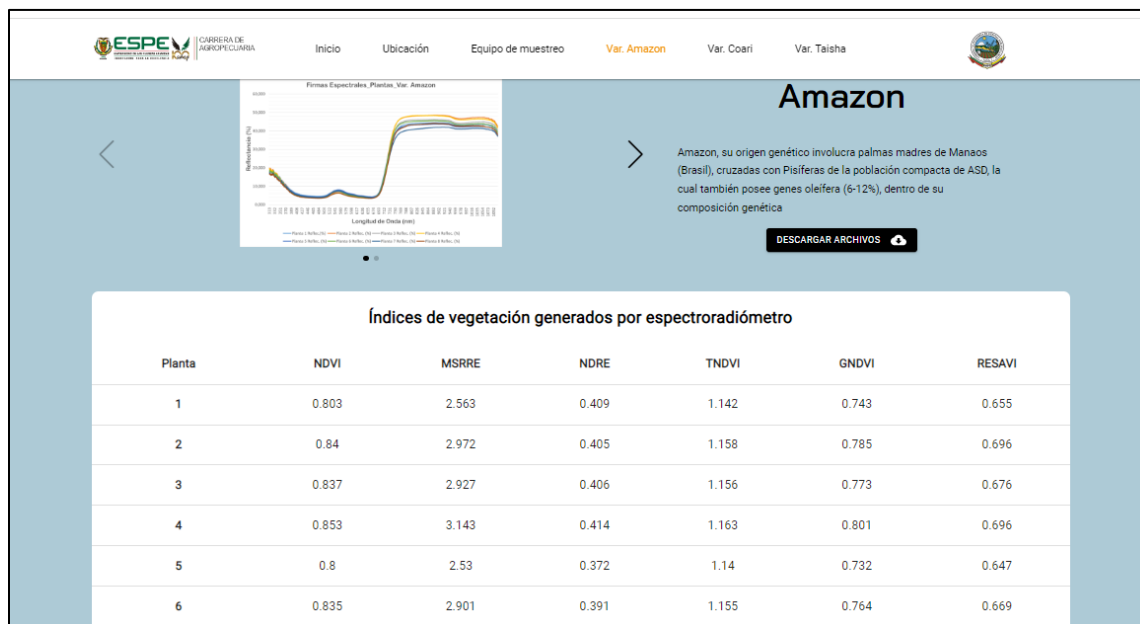 ESPE
CARRERA DE
AGROPECUARIA
Inicio Ubicación Equipo de muestreo Var. Amazon Var. Coari Var. Taisha
Firmas Espectrales_Plantas_Var. Amazon
Reflectancia (%)
Longitud de Onda (nm)
Amazon
Amazon, su origen genético involucra palmas madres de Manaos
(Brasil), cruzadas con Pisíferas de la población compacta de ASD, la
cual también posee genes oleífera (6-12%), dentro de su
composición genética
DESCARGAR ARCHIVOS
Índices de vegetación generados por espectroradiómetro
Planta NDVI MSRRE NDRE TNDVI GNDVI RESAVI
1 0.803 2.563 0.409 1.142 0.743 0.655
2 0.84 2.972 0.405 1.158 0.785 0.696
3 0.837 2.927 0.406 1.156 0.773 0.676
4 0.853 3.143 0.414 1.163 0.801 0.696
5 0.8 2.53 0.372 1.14 0.732 0.647
6 0.835 2.901 0.391 1.155 0.764 0.669